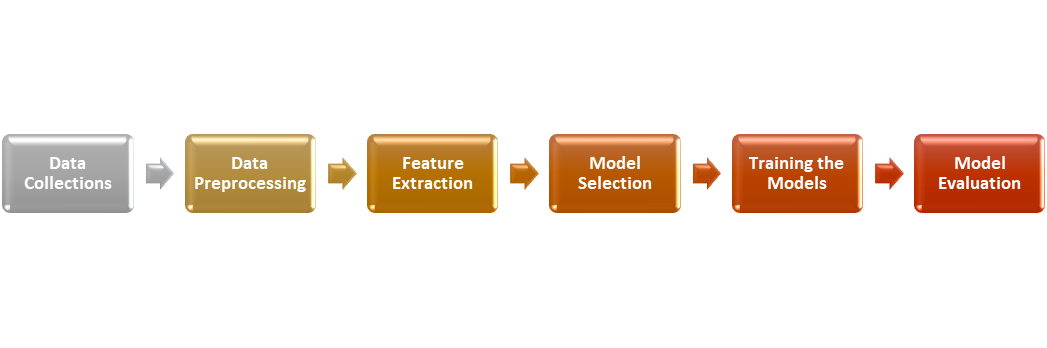 Data
Collections
Data
Preprocessing
Feature
Extraction
Model
Selection
Training the
Models
Model
Evaluation